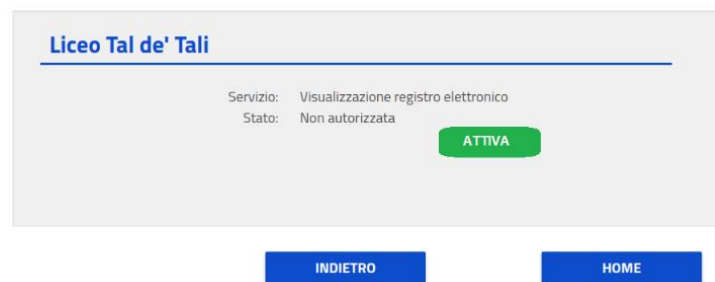 Liceo Tal de' Tali
Servizio: Visualizzazione registro elettronico
Stato: Non autorizzata
ATTIVA
INDIETRO HOME